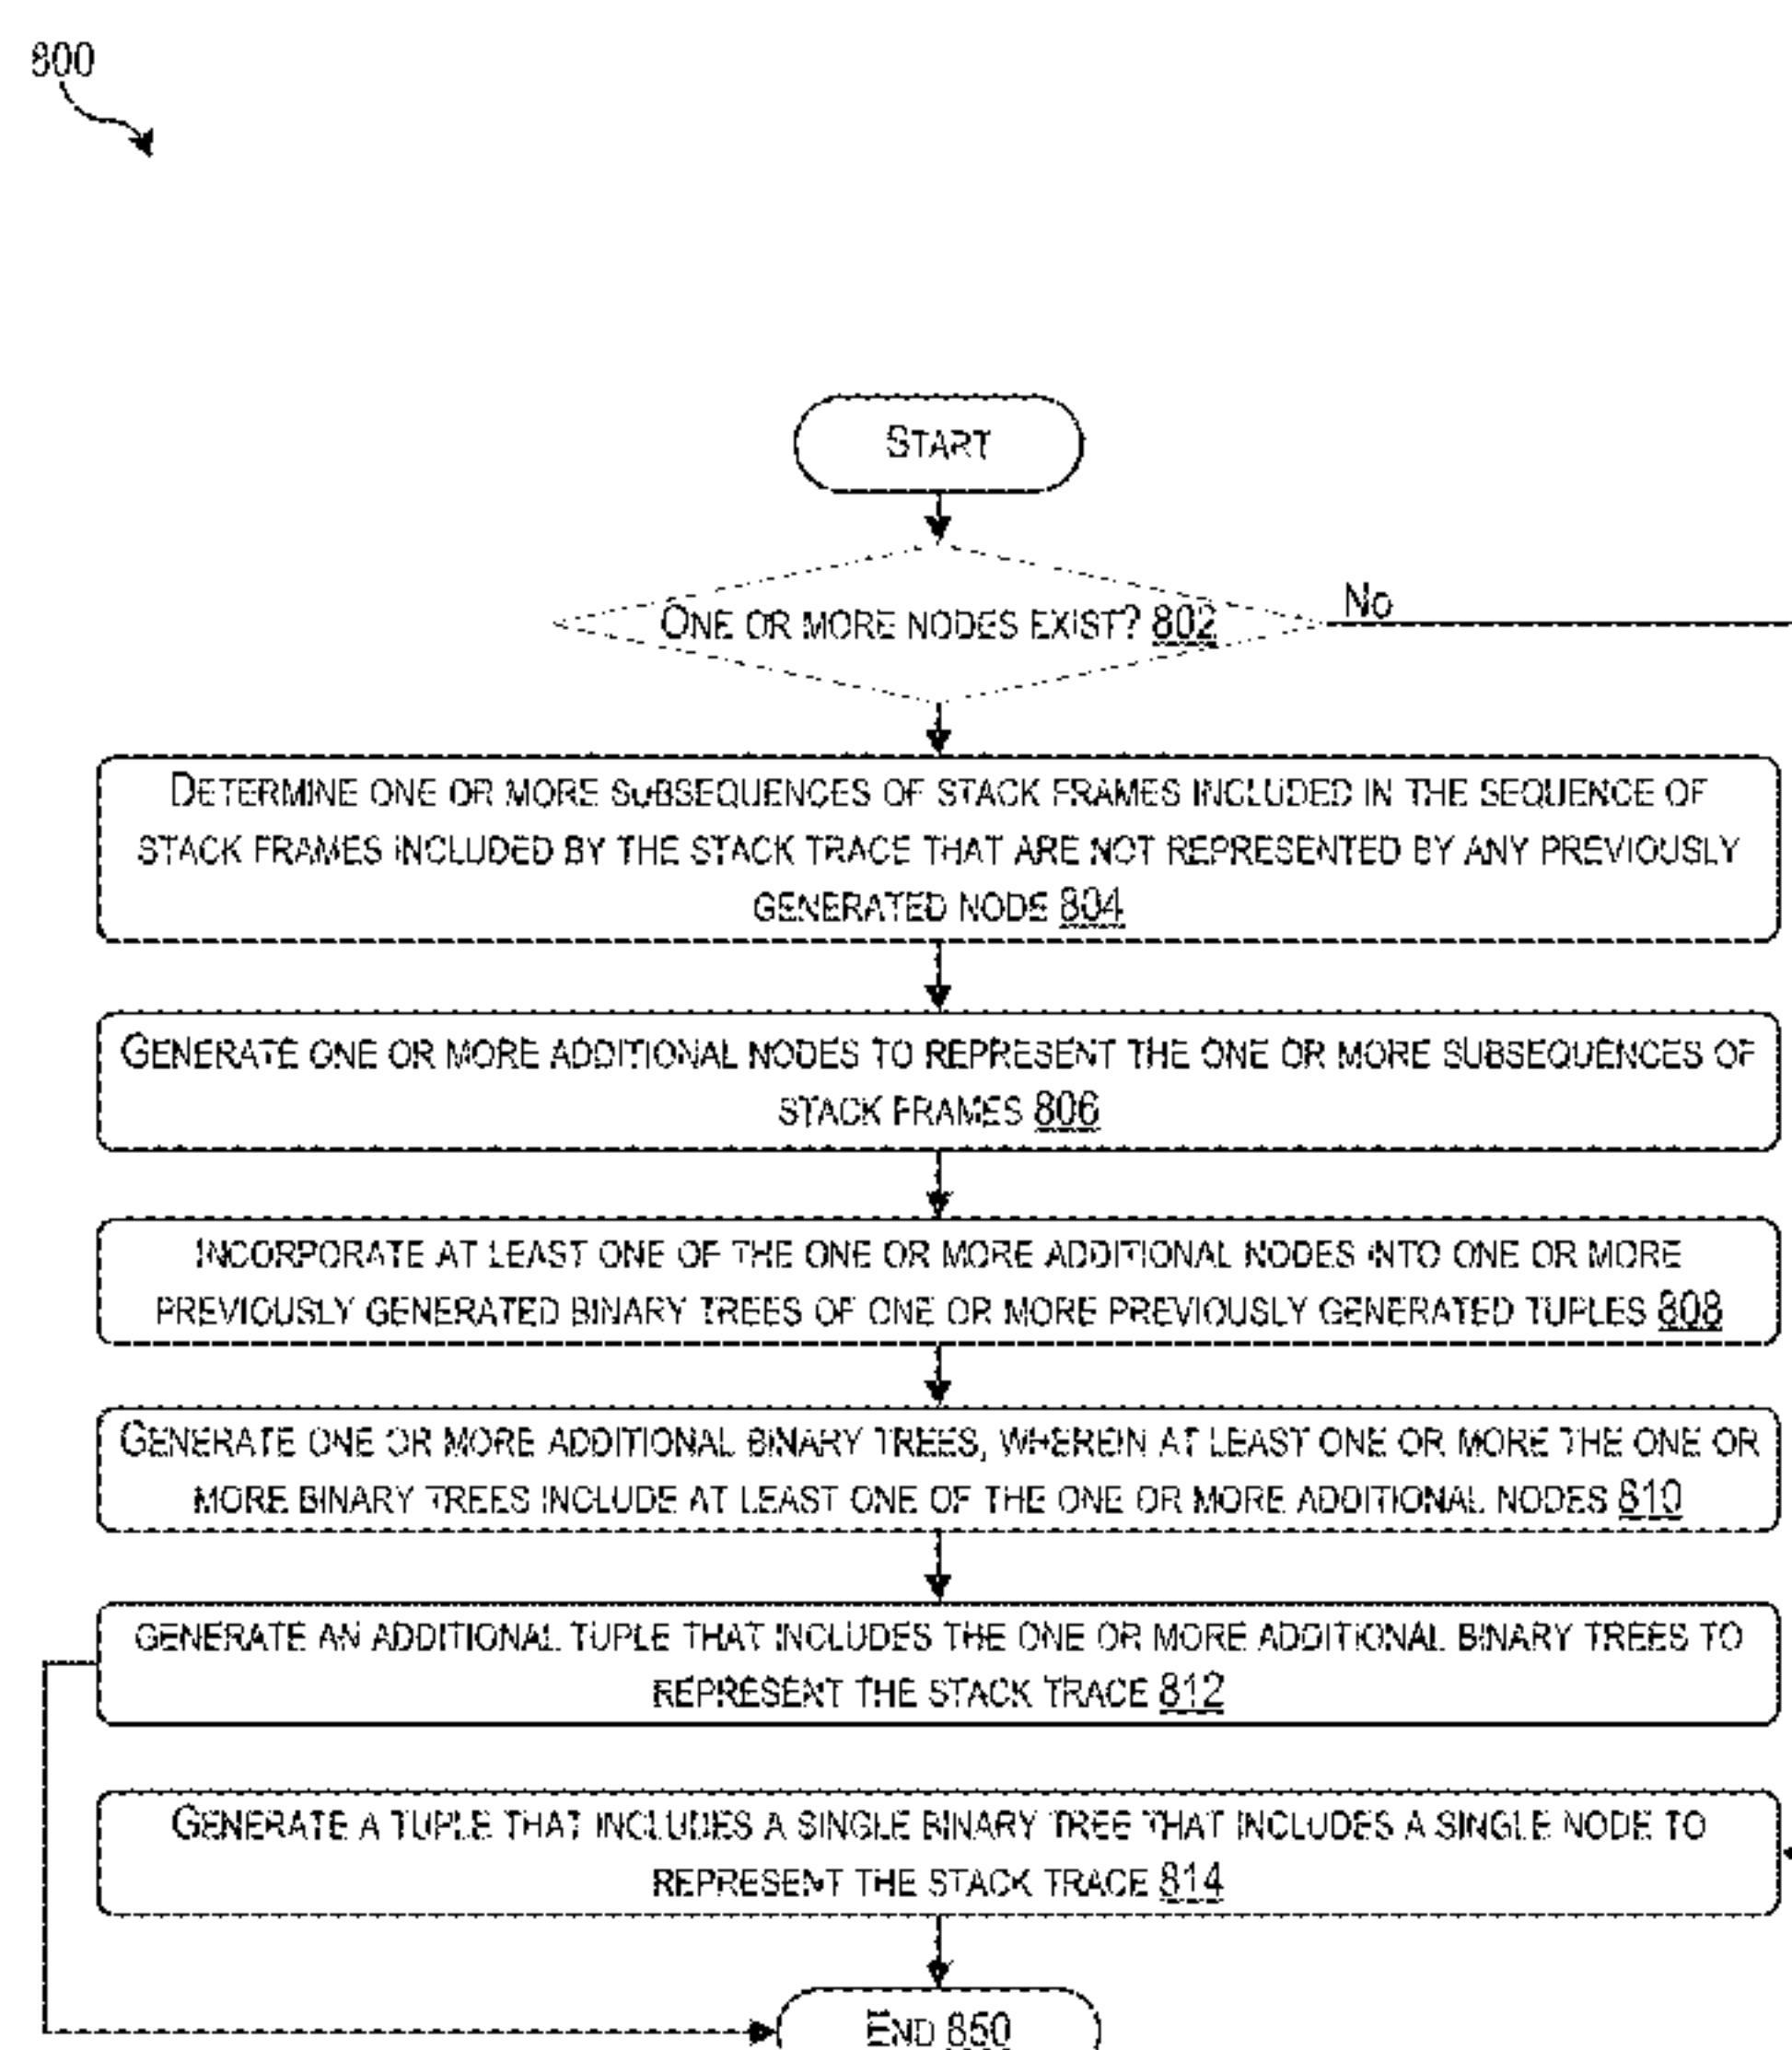 800
START
ONE OR MORE NODES EXIST? 802
No
DETERMINE ONE OR MORE SUBSEQUENCES OF STACK FRAMES INCLUDED IN THE SEQUENCE OF
STACK FRAMES INCLUDED BY THE STACK TRACE THAT ARE NOT REPRESENTED BY ANY PREVIOUSLY
GENERATED NODE 804
GENERATE ONE OR MORE ADDITIONAL NODES TO REPRESENT THE ONE OR MORE SUBSEQUENCES OF
STACK FRAMES 806
INCORPORATE AT LEAST ONE OF THE ONE OR MORE ADDITIONAL NODES INTO ONE OR MORE
PREVIOUSLY GENERATED BINARY TREES OF ONE OR MORE PREVIOUSLY GENERATED TUPLES 808
GENERATE ONE OR MORE ADDITIONAL BINARY TREES, WHEREIN AT LEAST ONE OR MORE THE ONE OR
MORE BINARY TREES INCLUDE AT LEAST ONE OF THE ONE OR MORE ADDITIONAL NODES 810
GENERATE AN ADDITIONAL TUPLE THAT INCLUDES THE ONE OR MORE ADDITIONAL BINARY TREES TO
REPRESENT THE STACK TRACE 812
GENERATE A TUPLE THAT INCLUDES A SINGLE BINARY TREE THAT INCLUDES A SINGLE NODE TO
REPRESENT THE STACK TRACE 814
END 850